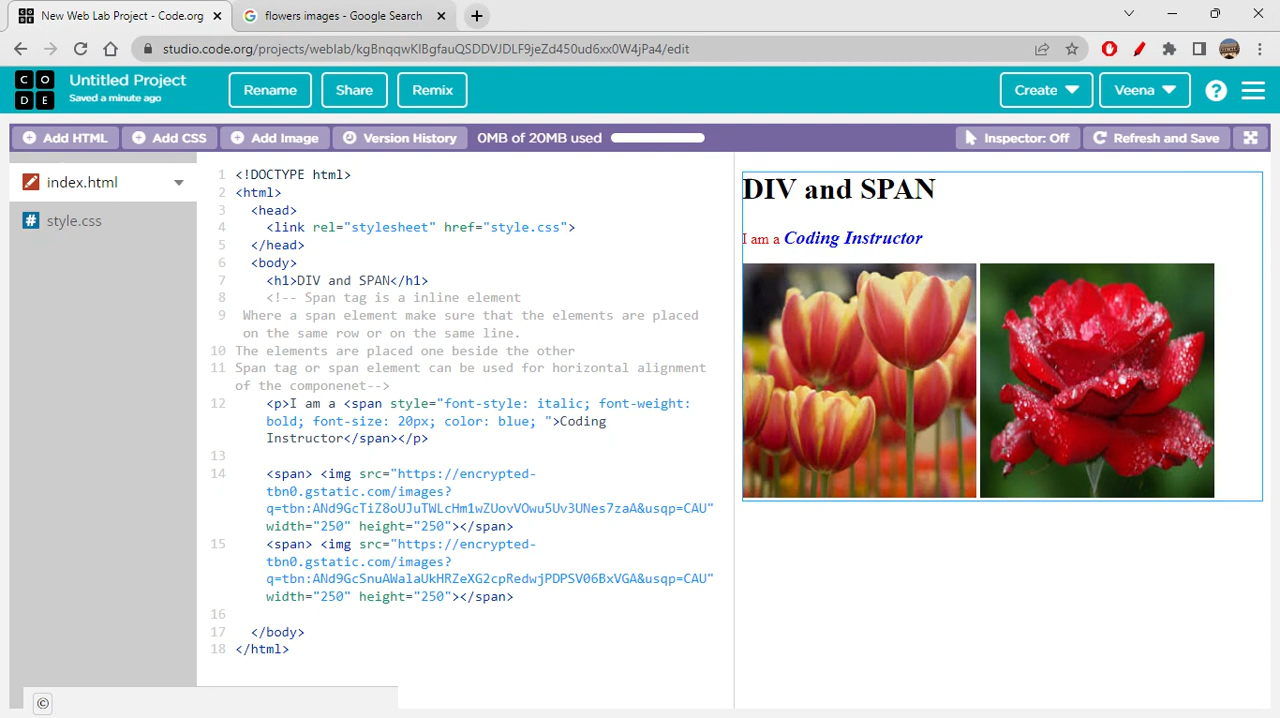 New Web Lab Project - Code.org
flowers images - Google Search
studio.code.org/projects/weblab/kgBnqqwKlBgfauQSDDVJDLF9jeZd450ud6xx0W4jPa4/edit
C O
D E
Untitled Project
Saved a minute ago
Rename
Share
Remix
Create
Veena
?
Add HTML
Add CSS
Add Image
Version History
0MB of 20MB used
Inspector: Off
Refresh and Save
index.html
# style.css
1 <!DOCTYPE html>
2 <html>
3 <head>
4 <link rel="stylesheet" href="style.css">
5 </head>
6 <body>
7 <h1>DIV and SPAN</h1>
8 <!-- Span tag is a inline element
9 Where a span element make sure that the elements are placed
on the same row or on the same line.
10 The elements are placed one beside the other
11 Span tag or span element can be used for horizontal alignment
of the componenet-->
12 <p>I am a <span style="font-style: italic; font-weight:
bold; font-size: 20px; color: blue; ">Coding
Instructor</span></p>
13
14 <span> <img src="https://encrypted-
tbn0.gstatic.com/images?
q=tbn:ANd9GcTiZ8oUJuTWLcHm1wZUovVOwu5Uv3UNes7zaA&usqp=CAU"
width="250" height="250"></span>
15 <span> <img src="https://encrypted-
tbn0.gstatic.com/images?
q=tbn:ANd9GcSnuAWalaUkHRZeXG2cpRedwjPDPSV06BxVGA&usqp=CAU"
width="250" height="250"></span>
16
17 </body>
18 </html>
DIV and SPAN
I am a Coding Instructor
©